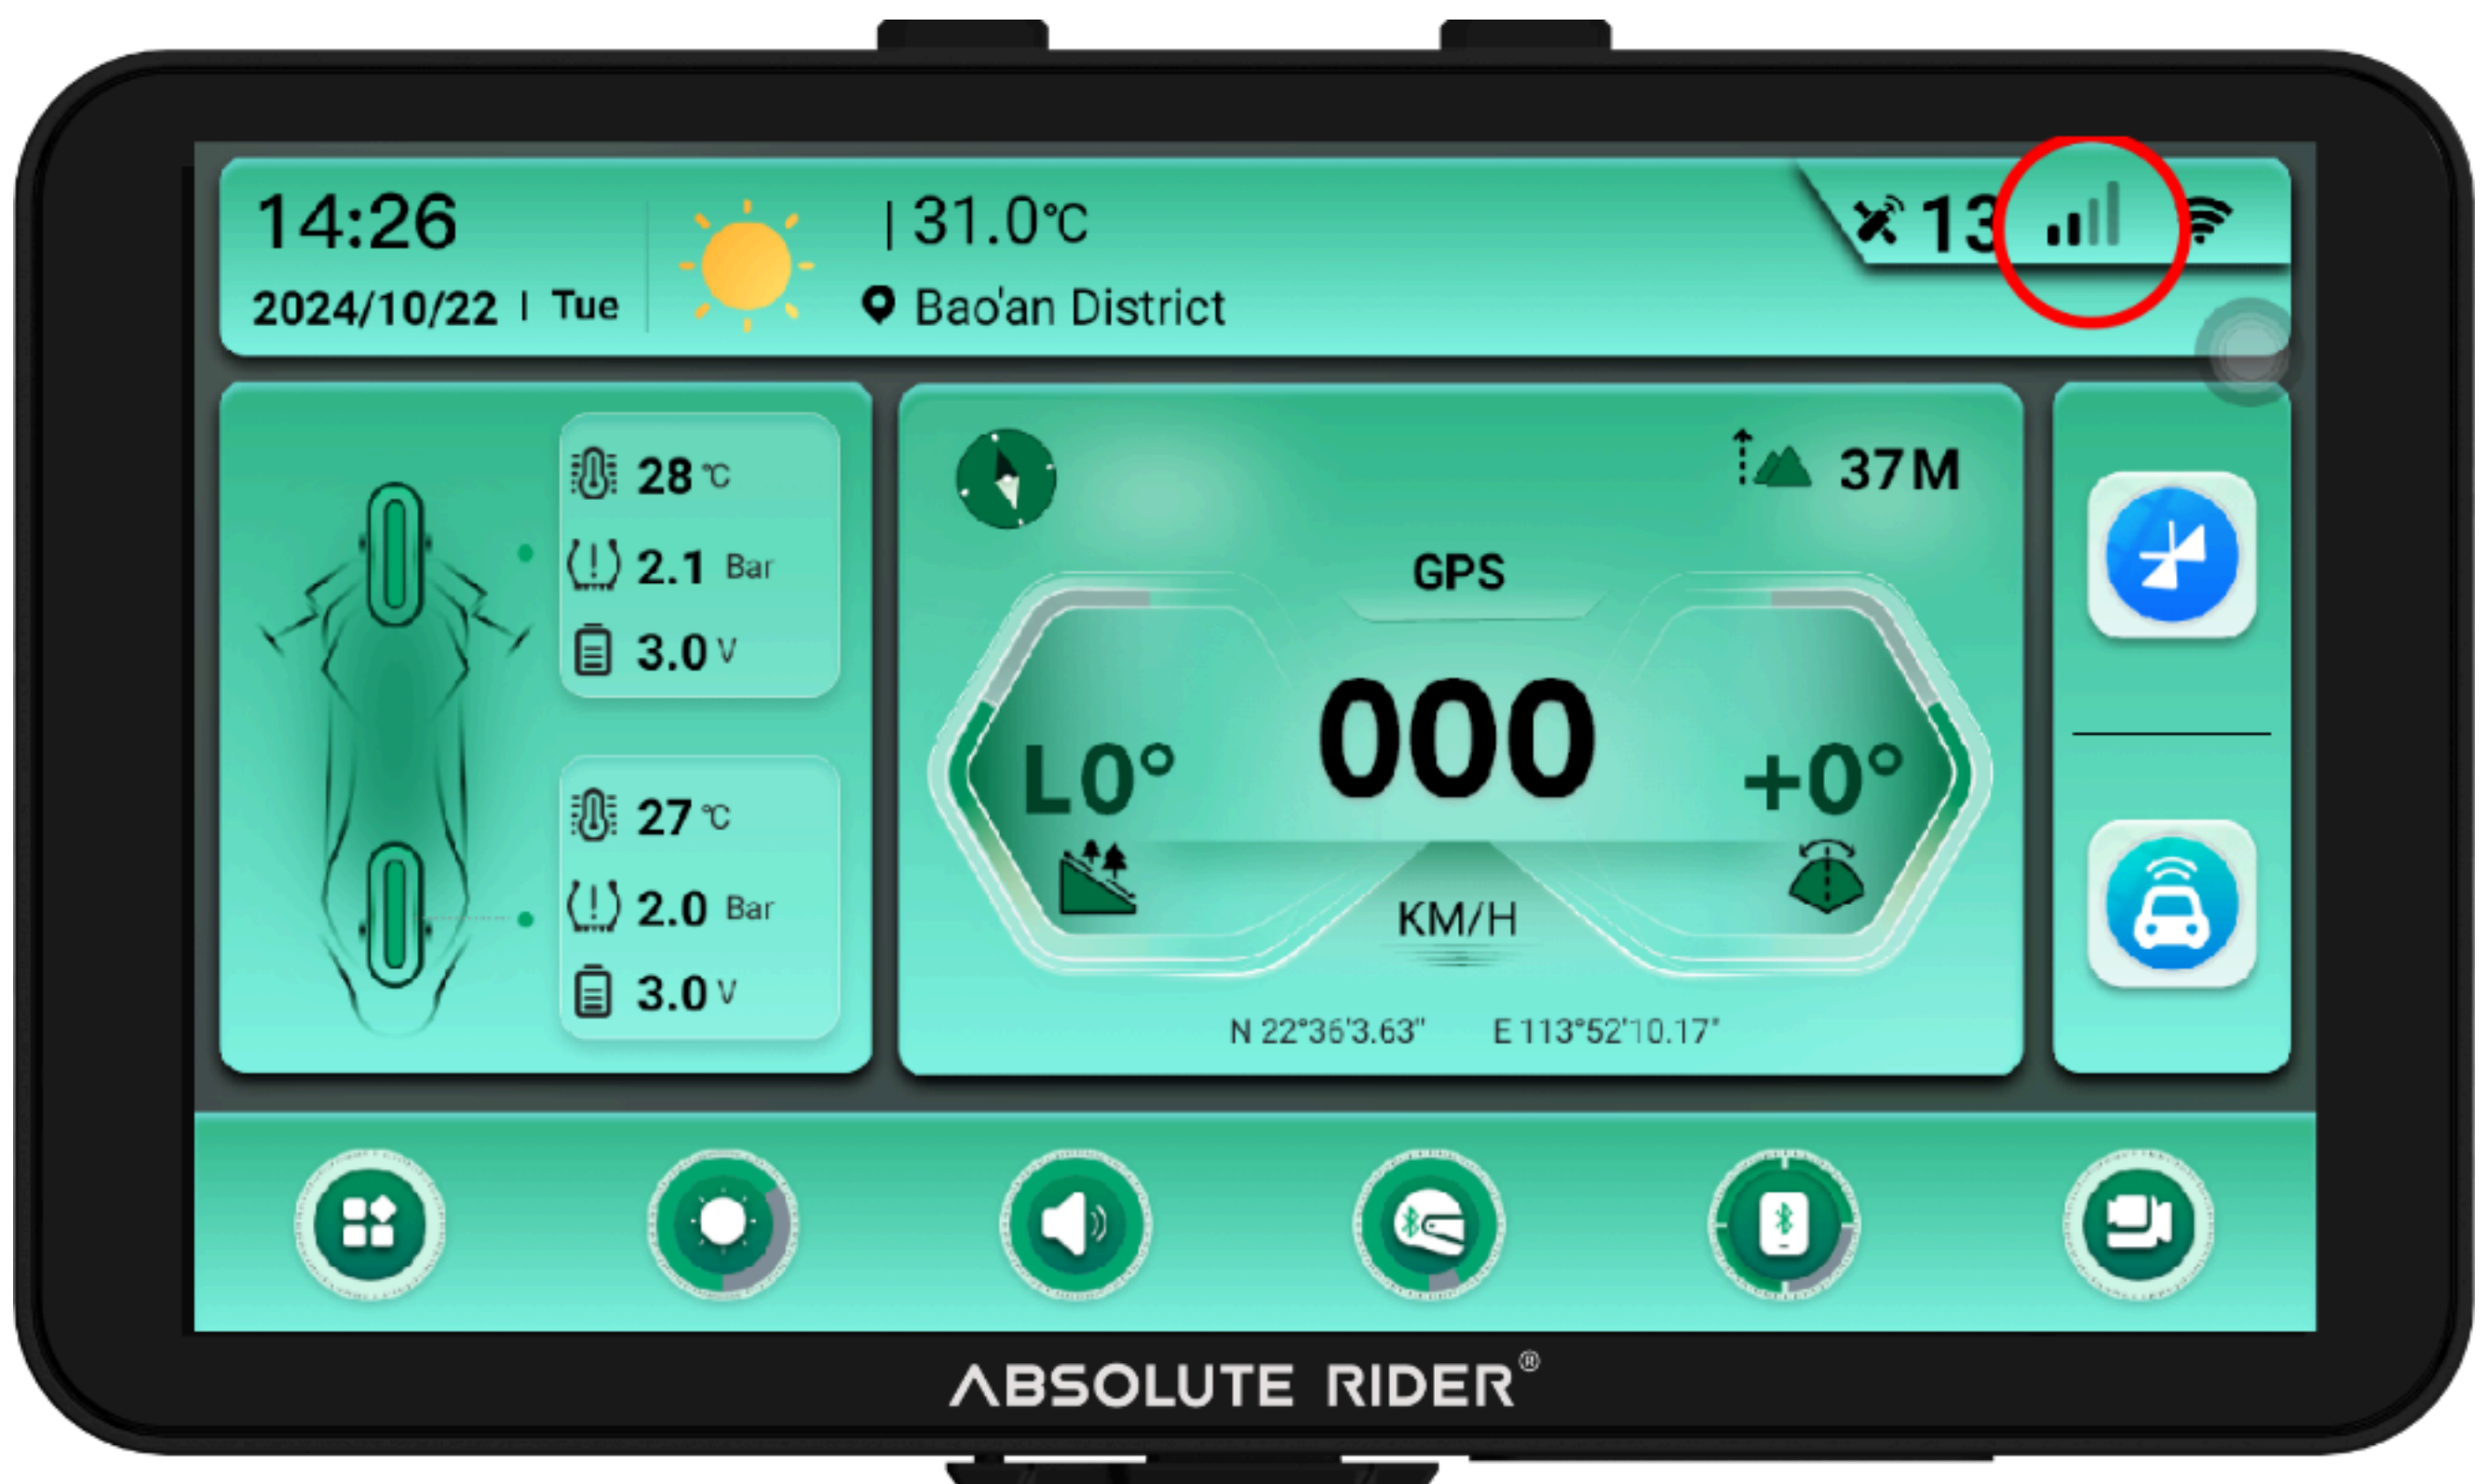 14:26
| 31.0℃
13
2024/10/22 | Tue
Bao'an District
28 ℃
2.1 Bar
3.0 V
27 ℃
2.0 Bar
3.0 V
37M
GPS
L0°
000
+0°
KM/H
N 22°36'3.63" E 113°52'10.17"
ABSOLUTE RIDER®